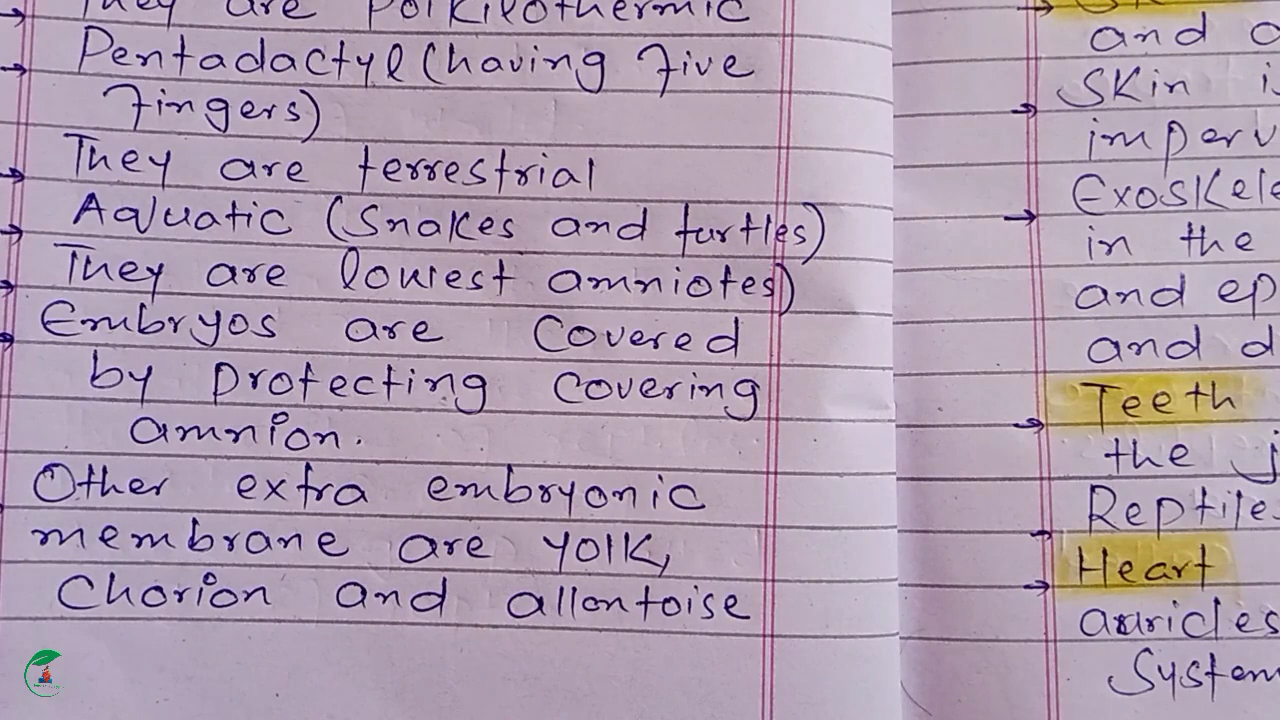 They are Poikilothermic
Pentadactyl (having five
fingers)
They are terrestrial
Aquatic (Snakes and turtles)
They are lowest amniotes)
Embryos are Covered
by protecting covering
amnion.
Other extra embryonic
membrane are yolk,
Chorion and allantoise
and
Skin
imperv
Exoskele
in the
and ep
and d
Teeth
the j
Reptile
Heart
auricles
System